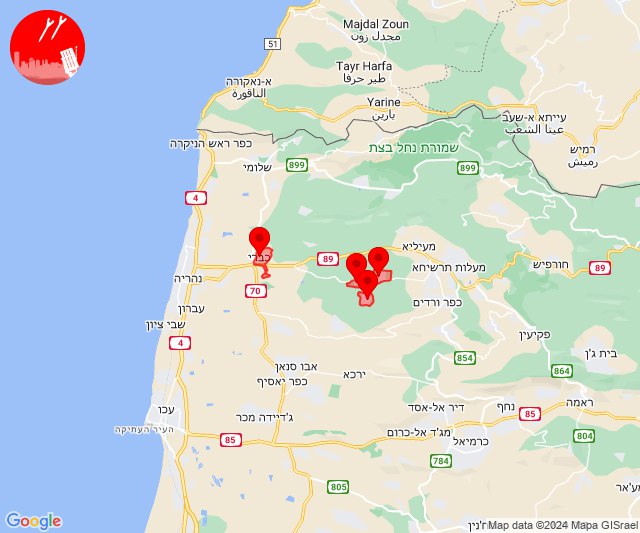 Majdal Zoun
مجدل زون
51
Tayr Harfa
طير حرفا
א-נאקורה
الناقورة
Yarine
يارين
עייתא א-שעב
عيتا الشعب
רמיש
رميش
כפר ראש הניקרה
שמורת נחל בצת
899
שלומי
899
4
מעיליא
כברי
89
מעלות תרשיחא
חורפיש
89
נהריה
70
כפר ורדים
עברון
שבי ציון
פקיעין
4
854
בית ג'ן
אבו סנאן
864
ירכא
כפר יאסיף
עכו
ג'דיידה מכר
דיר אל-אסד
נחף
ראמה
85
העיר העתיקה
85
מג'ד אל-כרום
כרמיאל
804
784
805
Google
Map data ©2024 Mapa GISrael